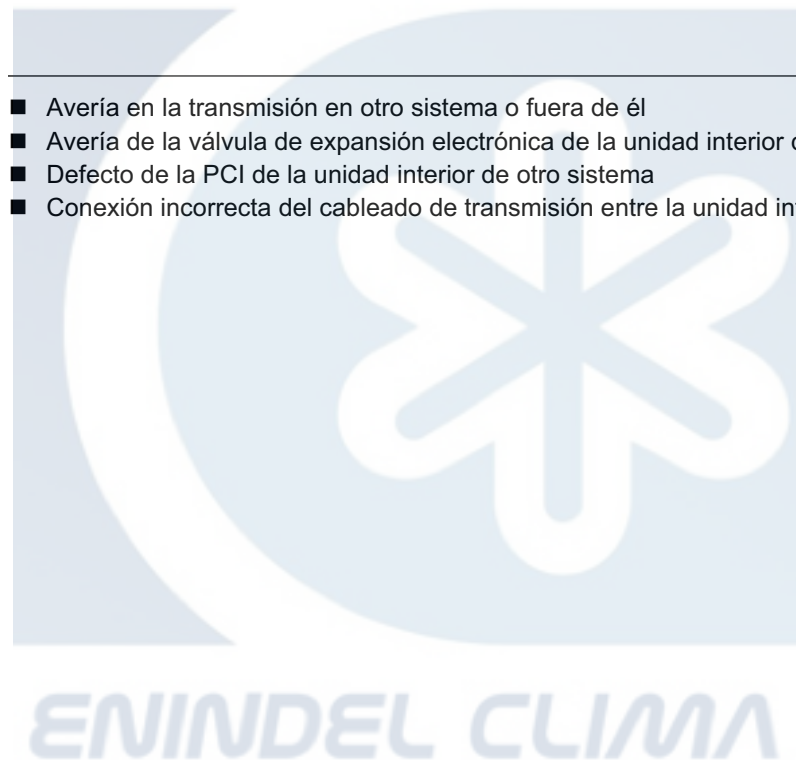 ■ Avería en la transmisión en otro sistema o fuera de él
■ Avería de la válvula de expansión electrónica de la unidad interior
■ Defecto de la PCI de la unidad interior de otro sistema
■ Conexión incorrecta del cableado de transmisión entre la unidad
ENINDEL CLIMA